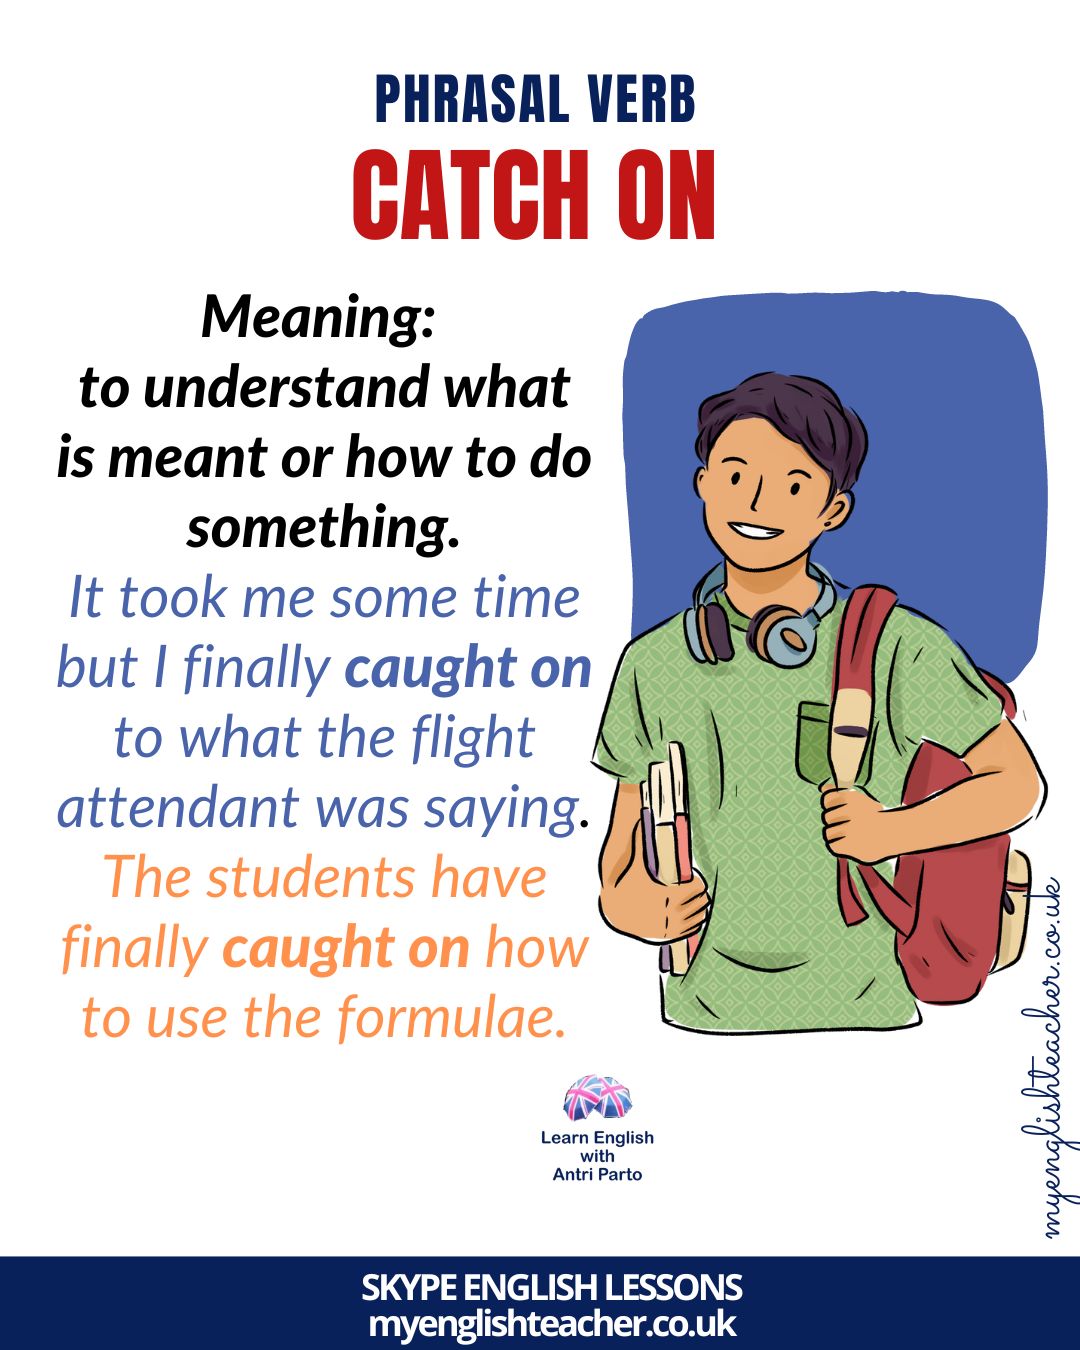 PHRASAL VERB
CATCH ON
Meaning:
to understand what
is meant or how to do
something.
It took me some time
but I finally caught on
to what the flight
attendant was saying.
The students have
finally caught on how
to use the formulae.
myenglishteacher.co.uk
Learn English
with
Antri Parto
SKYPE ENGLISH LESSONS
myenglishteacher.co.uk